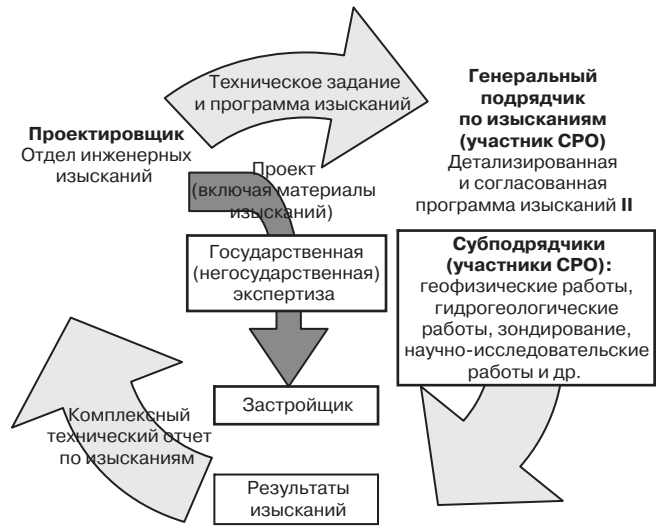 Техническое задание
и программа изысканий
Генеральный
подрядчик
по изысканиям
(участник СРО)
Детализированная
и согласованная
программа изысканий II
Проектировщик
Отдел инженерных
изысканий
Проект
(включая материалы
изысканий)
Государственная
(негосударственная)
экспертиза
Субподрядчики
(участники СРО):
геофизические работы,
гидрогеологические
работы, зондирование,
научно-исследовательские
работы и др.
Застройщик
Комплексный
технический отчет
по изысканиям
Результаты
изысканий